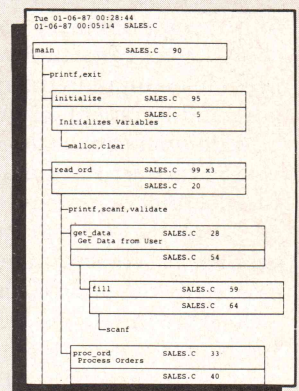 Tue 01-06-87 00:28:44
01-06-87 00:05:14 SALES.C
main SALES.C 90
printf,exit
initialize SALES.C 95
SALES.C 5
Initializes Variables
malloc,clear
read_ord SALES.C 99 x3
SALES.C 20
printf,scanf,validate
get_data SALES.C 28
Get Data from User
SALES.C 54
fill SALES.C 59
SALES.C 64
scanf
proc_ord SALES.C 33
Process Orders
SALES.C 40